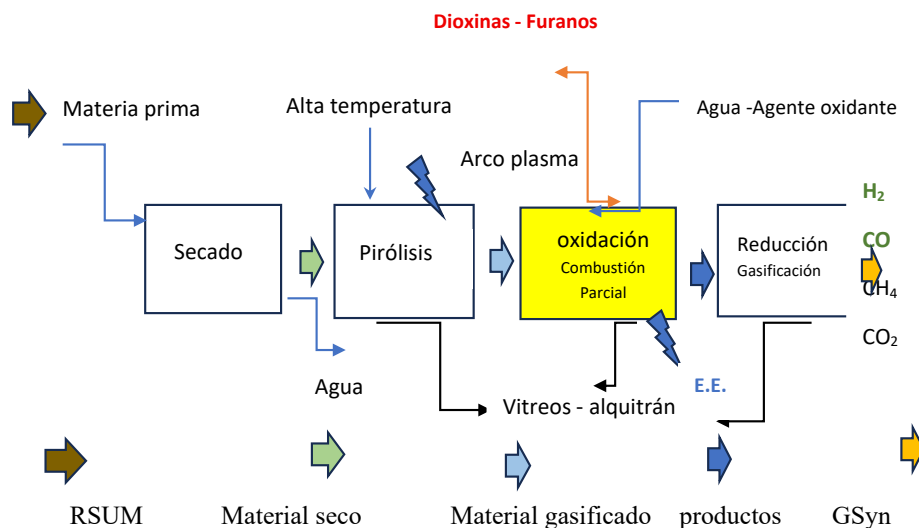 Dioxinas - Furanos
Materia prima
Alta temperatura
Agua -Agente oxidante
Arco plasma
H₂
CO
CH₄
CO₂
Secado
Pirólisis
oxidación
Combustión
Parcial
Reducción
Gasificación
Agua
E.E.
Vitreos - alquitrán
RSUM
Material seco
Material gasificado
productos
GSyn